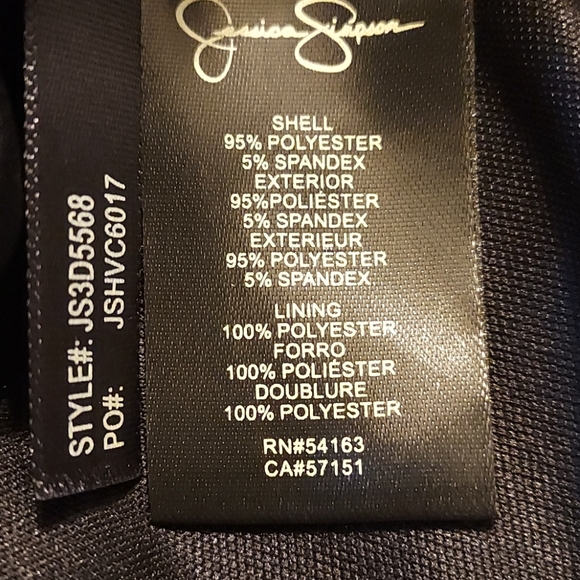 Jessica Simpson
SHELL
95% POLYESTER
5% SPANDEX
EXTERIOR
95%POLIÉSTER
5% SPANDEX
EXTERIEUR
95% POLYESTER
5% SPANDEX
LINING
100% POLYESTER
FORRO
100% POLIÉSTER
DOUBLURE
100% POLYESTER
RN#54163
CA#57151
STYLE#: JS3D5568
PO#: JSHVC6017